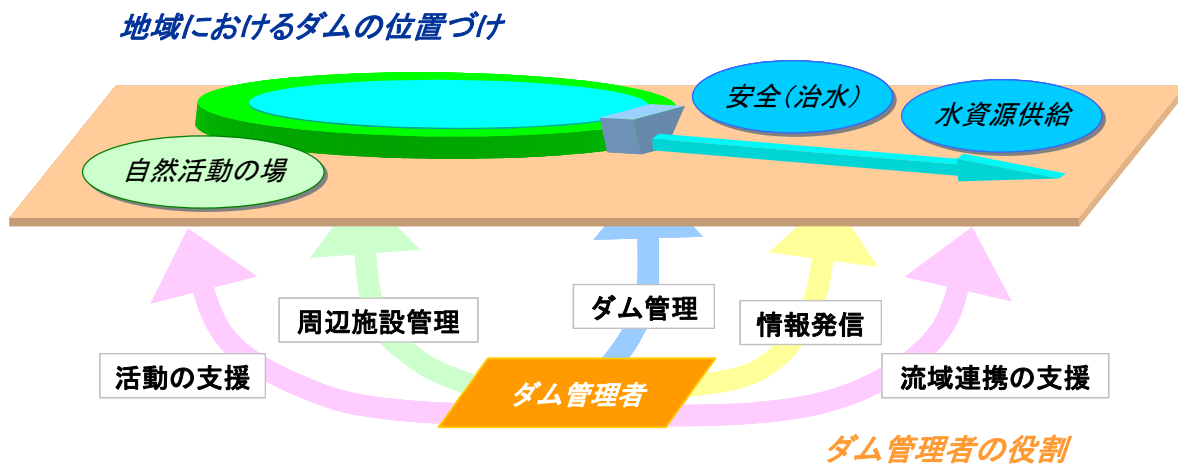 地域におけるダムの位置づけ
安全（治水）
水資源供給
自然活動の場
周辺施設管理
ダム管理
情報発信
活動の支援
ダム管理者
流域連携の支援
ダム管理者の役割